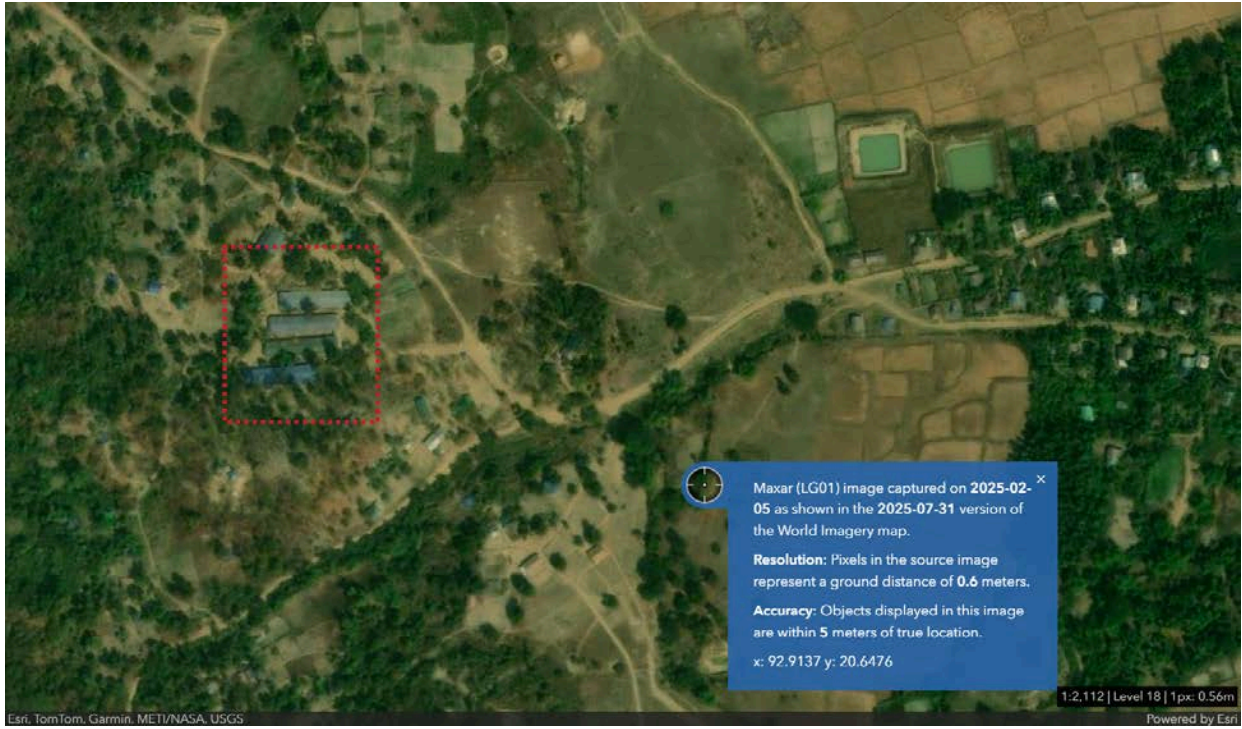 Maxar (LG01) image captured on 2025-02-
05 as shown in the 2025-07-31 version of
the World Imagery map.
Resolution: Pixels in the source image
represent a ground distance of 0.6 meters.
Accuracy: Objects displayed in this image
are within 5 meters of true location.
x: 92.9137 y: 20.6476
1:2,112 | Level 18 | 1px: 0.56m
Esri, TomTom, Garmin, METI/NASA, USGS
Powered by Esri